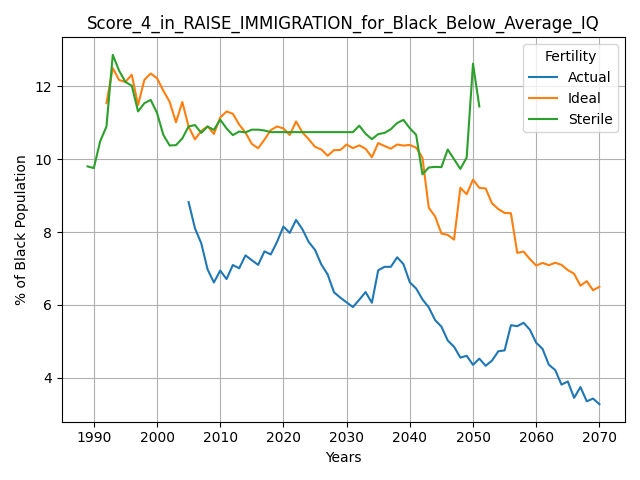 Score_4_in_RAISE_IMMIGRATION_for_Black_Below_Average_IQ
Fertility
Actual
Ideal
Sterile
% of Black Population
12
10
8
6
4
1990 2000 2010 2020 2030 2040 2050 2060 2070
Years